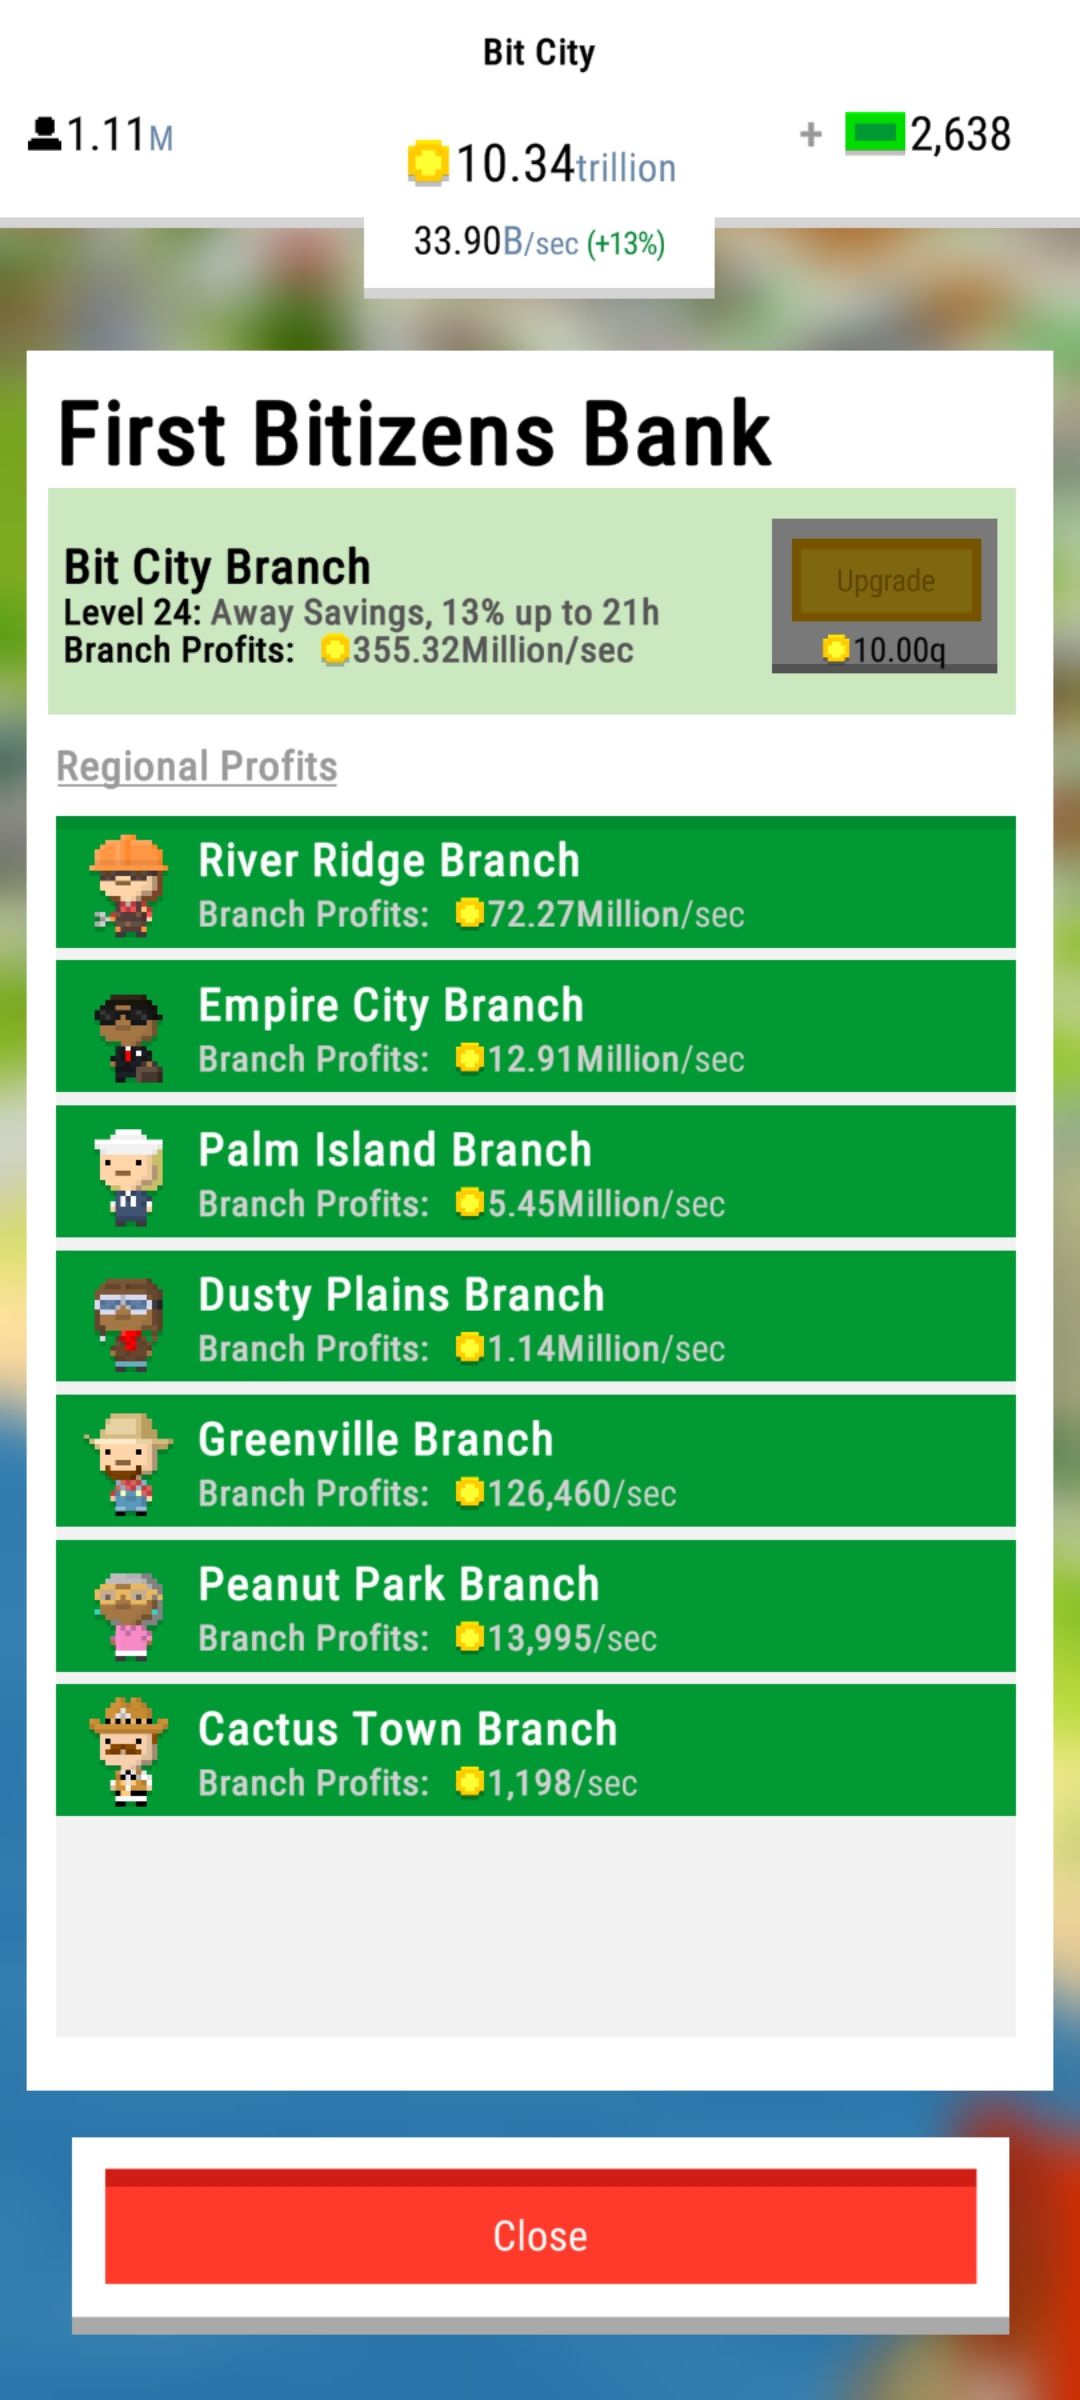 Bit City
1.11M
10.34trillion
+ 2,638
33.90B/sec (+13%)
First Bitizens Bank
Bit City Branch
Level 24: Away Savings, 13% up to 21h
Branch Profits: 355.32Million/sec
Upgrade
10.00q
Regional Profits
River Ridge Branch
Branch Profits: 72.27Million/sec
Empire City Branch
Branch Profits: 12.91Million/sec
Palm Island Branch
Branch Profits: 5.45Million/sec
Dusty Plains Branch
Branch Profits: 1.14Million/sec
Greenville Branch
Branch Profits: 126,460/sec
Peanut Park Branch
Branch Profits: 13,995/sec
Cactus Town Branch
Branch Profits: 1,198/sec
Close